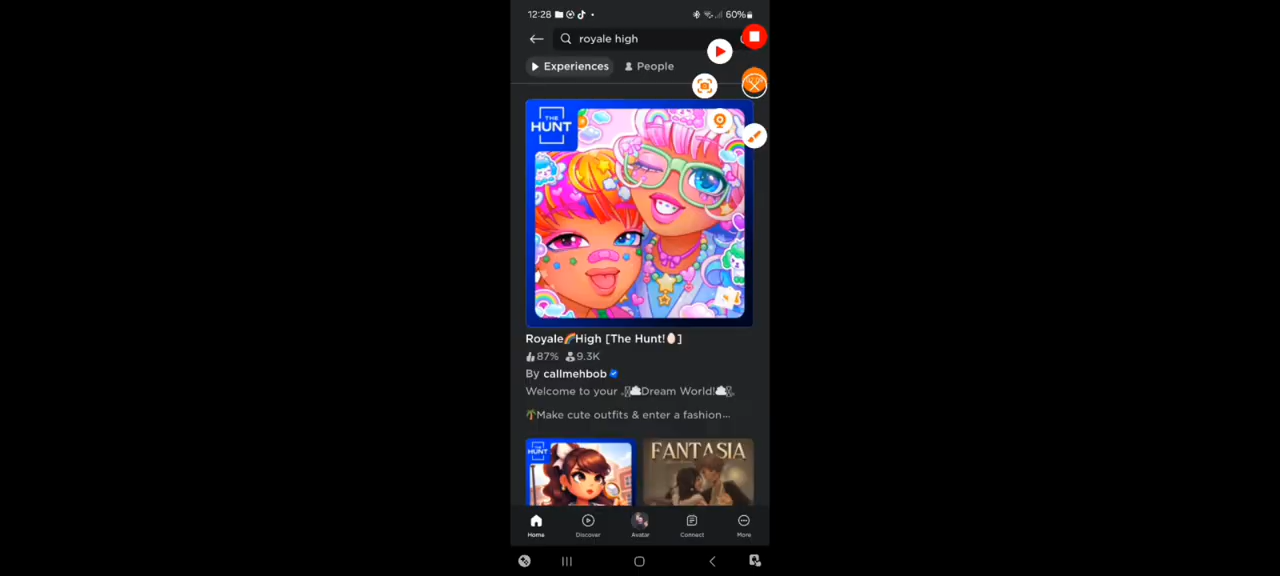 12:28
60%
royale high
Experiences
People
THE
HUNT
Royale🌈High [The Hunt!🥚]
87% 9.3K
By callmehbob
Welcome to your Dream World!
🌴Make cute outfits & enter a fashion...
THE
HUNT
FANTASIA
Home
Discover
Avatar
Connect
More